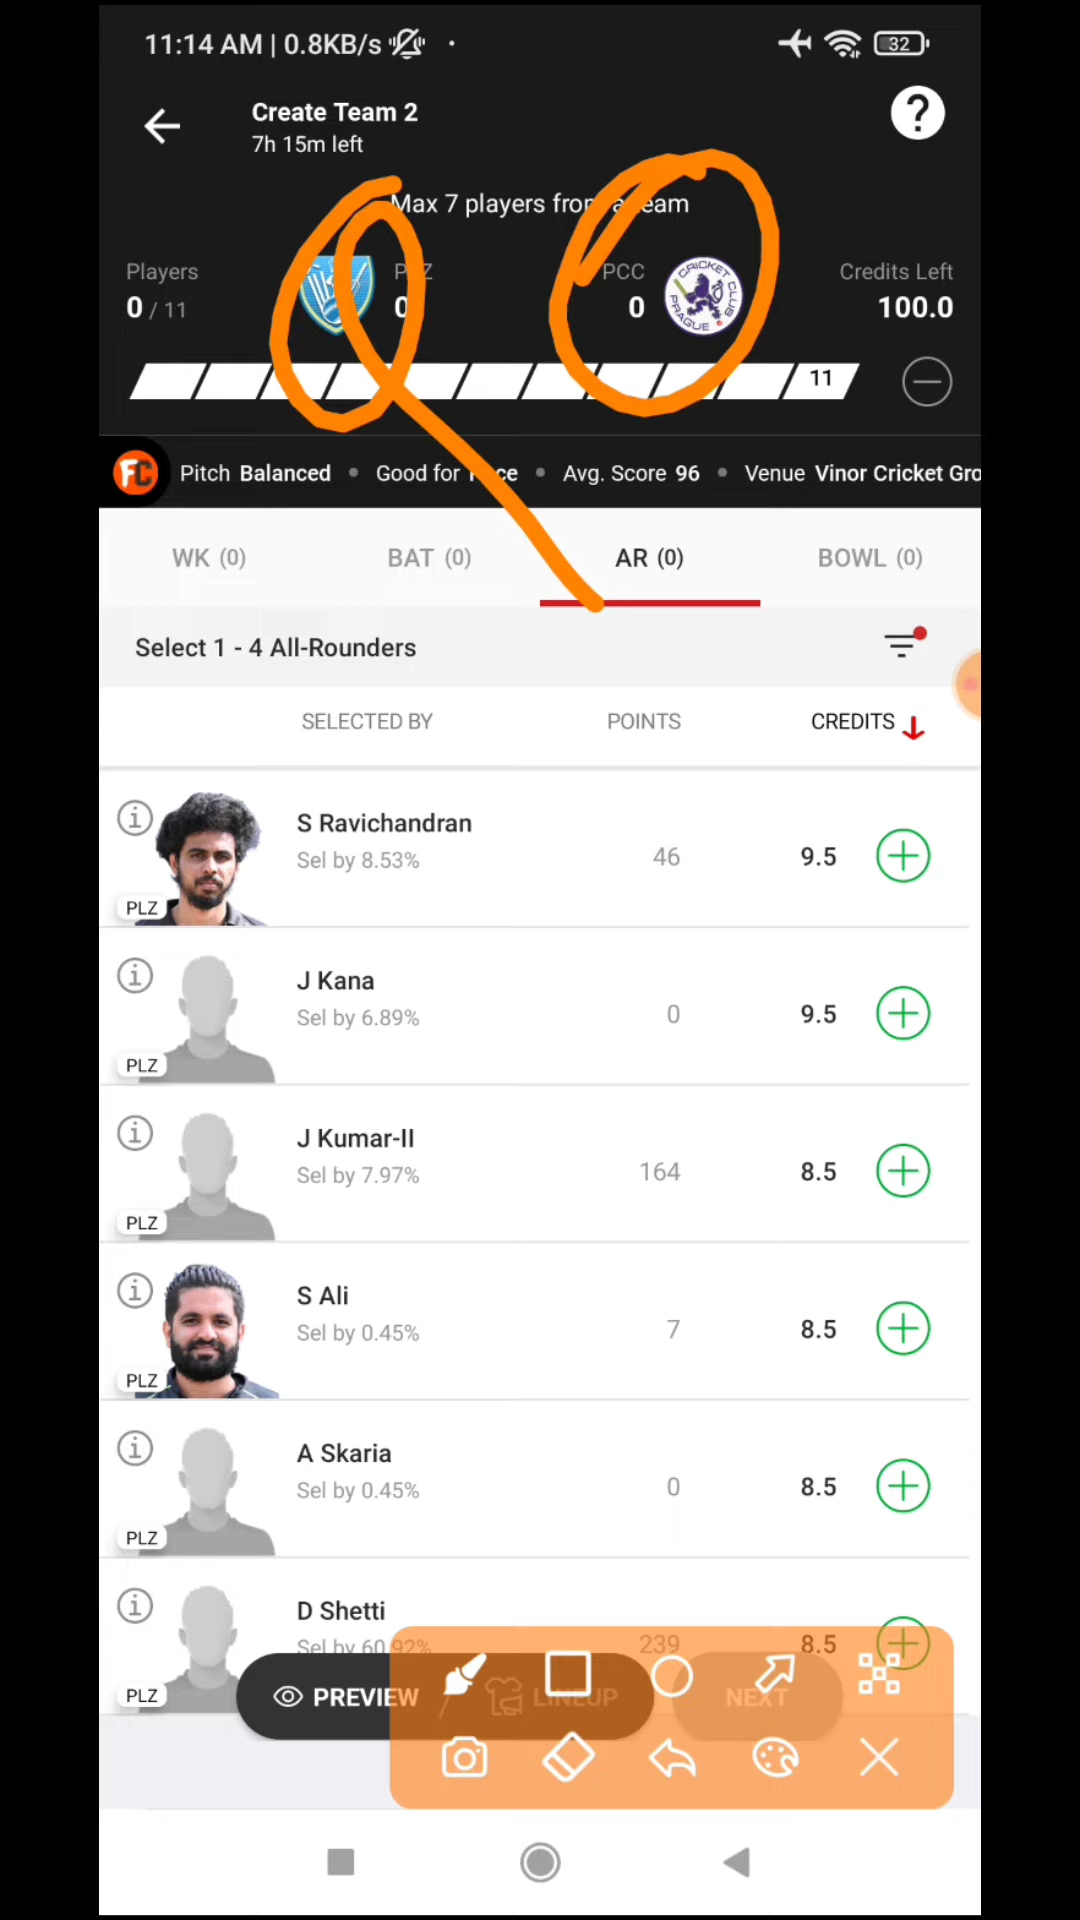 11:14 AM | 0.8KB/s
32
Create Team 2
7h 15m left
?
Max 7 players from a team
Players
0 / 11
PLZ
0
PCC
0
CRICKET CLUB
PRAGUE
Credits Left
100.0
11
FC
Pitch Balanced • Good for Pace • Avg. Score 96 • Venue Vinor Cricket Gro
WK (0)
BAT (0)
AR (0)
BOWL (0)
Select 1 - 4 All-Rounders
SELECTED BY
POINTS
CREDITS
S Ravichandran
Sel by 8.53%
46
9.5
PLZ
J Kana
Sel by 6.89%
0
9.5
PLZ
J Kumar-II
Sel by 7.97%
164
8.5
PLZ
S Ali
Sel by 0.45%
7
8.5
PLZ
A Skaria
Sel by 0.45%
0
8.5
PLZ
D Shetti
Sel by 60.92%
239
8.5
PLZ
PREVIEW
LINEUP
NEXT